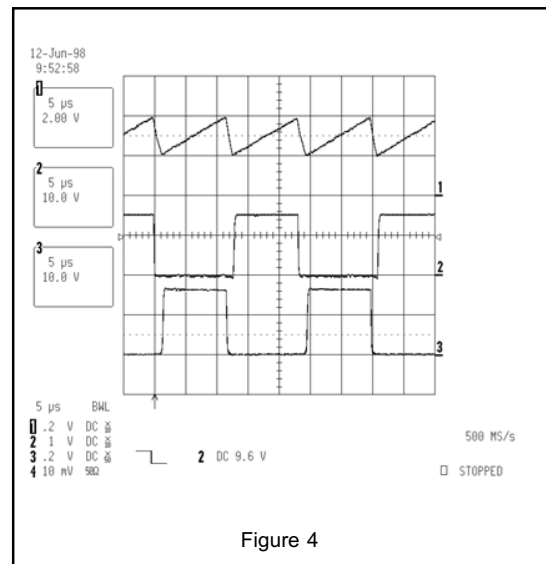 12-Jun-98
9:52:58
1
5 µs
2.00 V
2
5 µs
10.0 V
3
5 µs
10.0 V
1
2
3
5 µs BWL
1 .2 V DC
2 1 V DC
3 .2 V DC
4 10 mV 50Ω
2 DC 9.6 V
500 MS/s
STOPPED
Figure 4